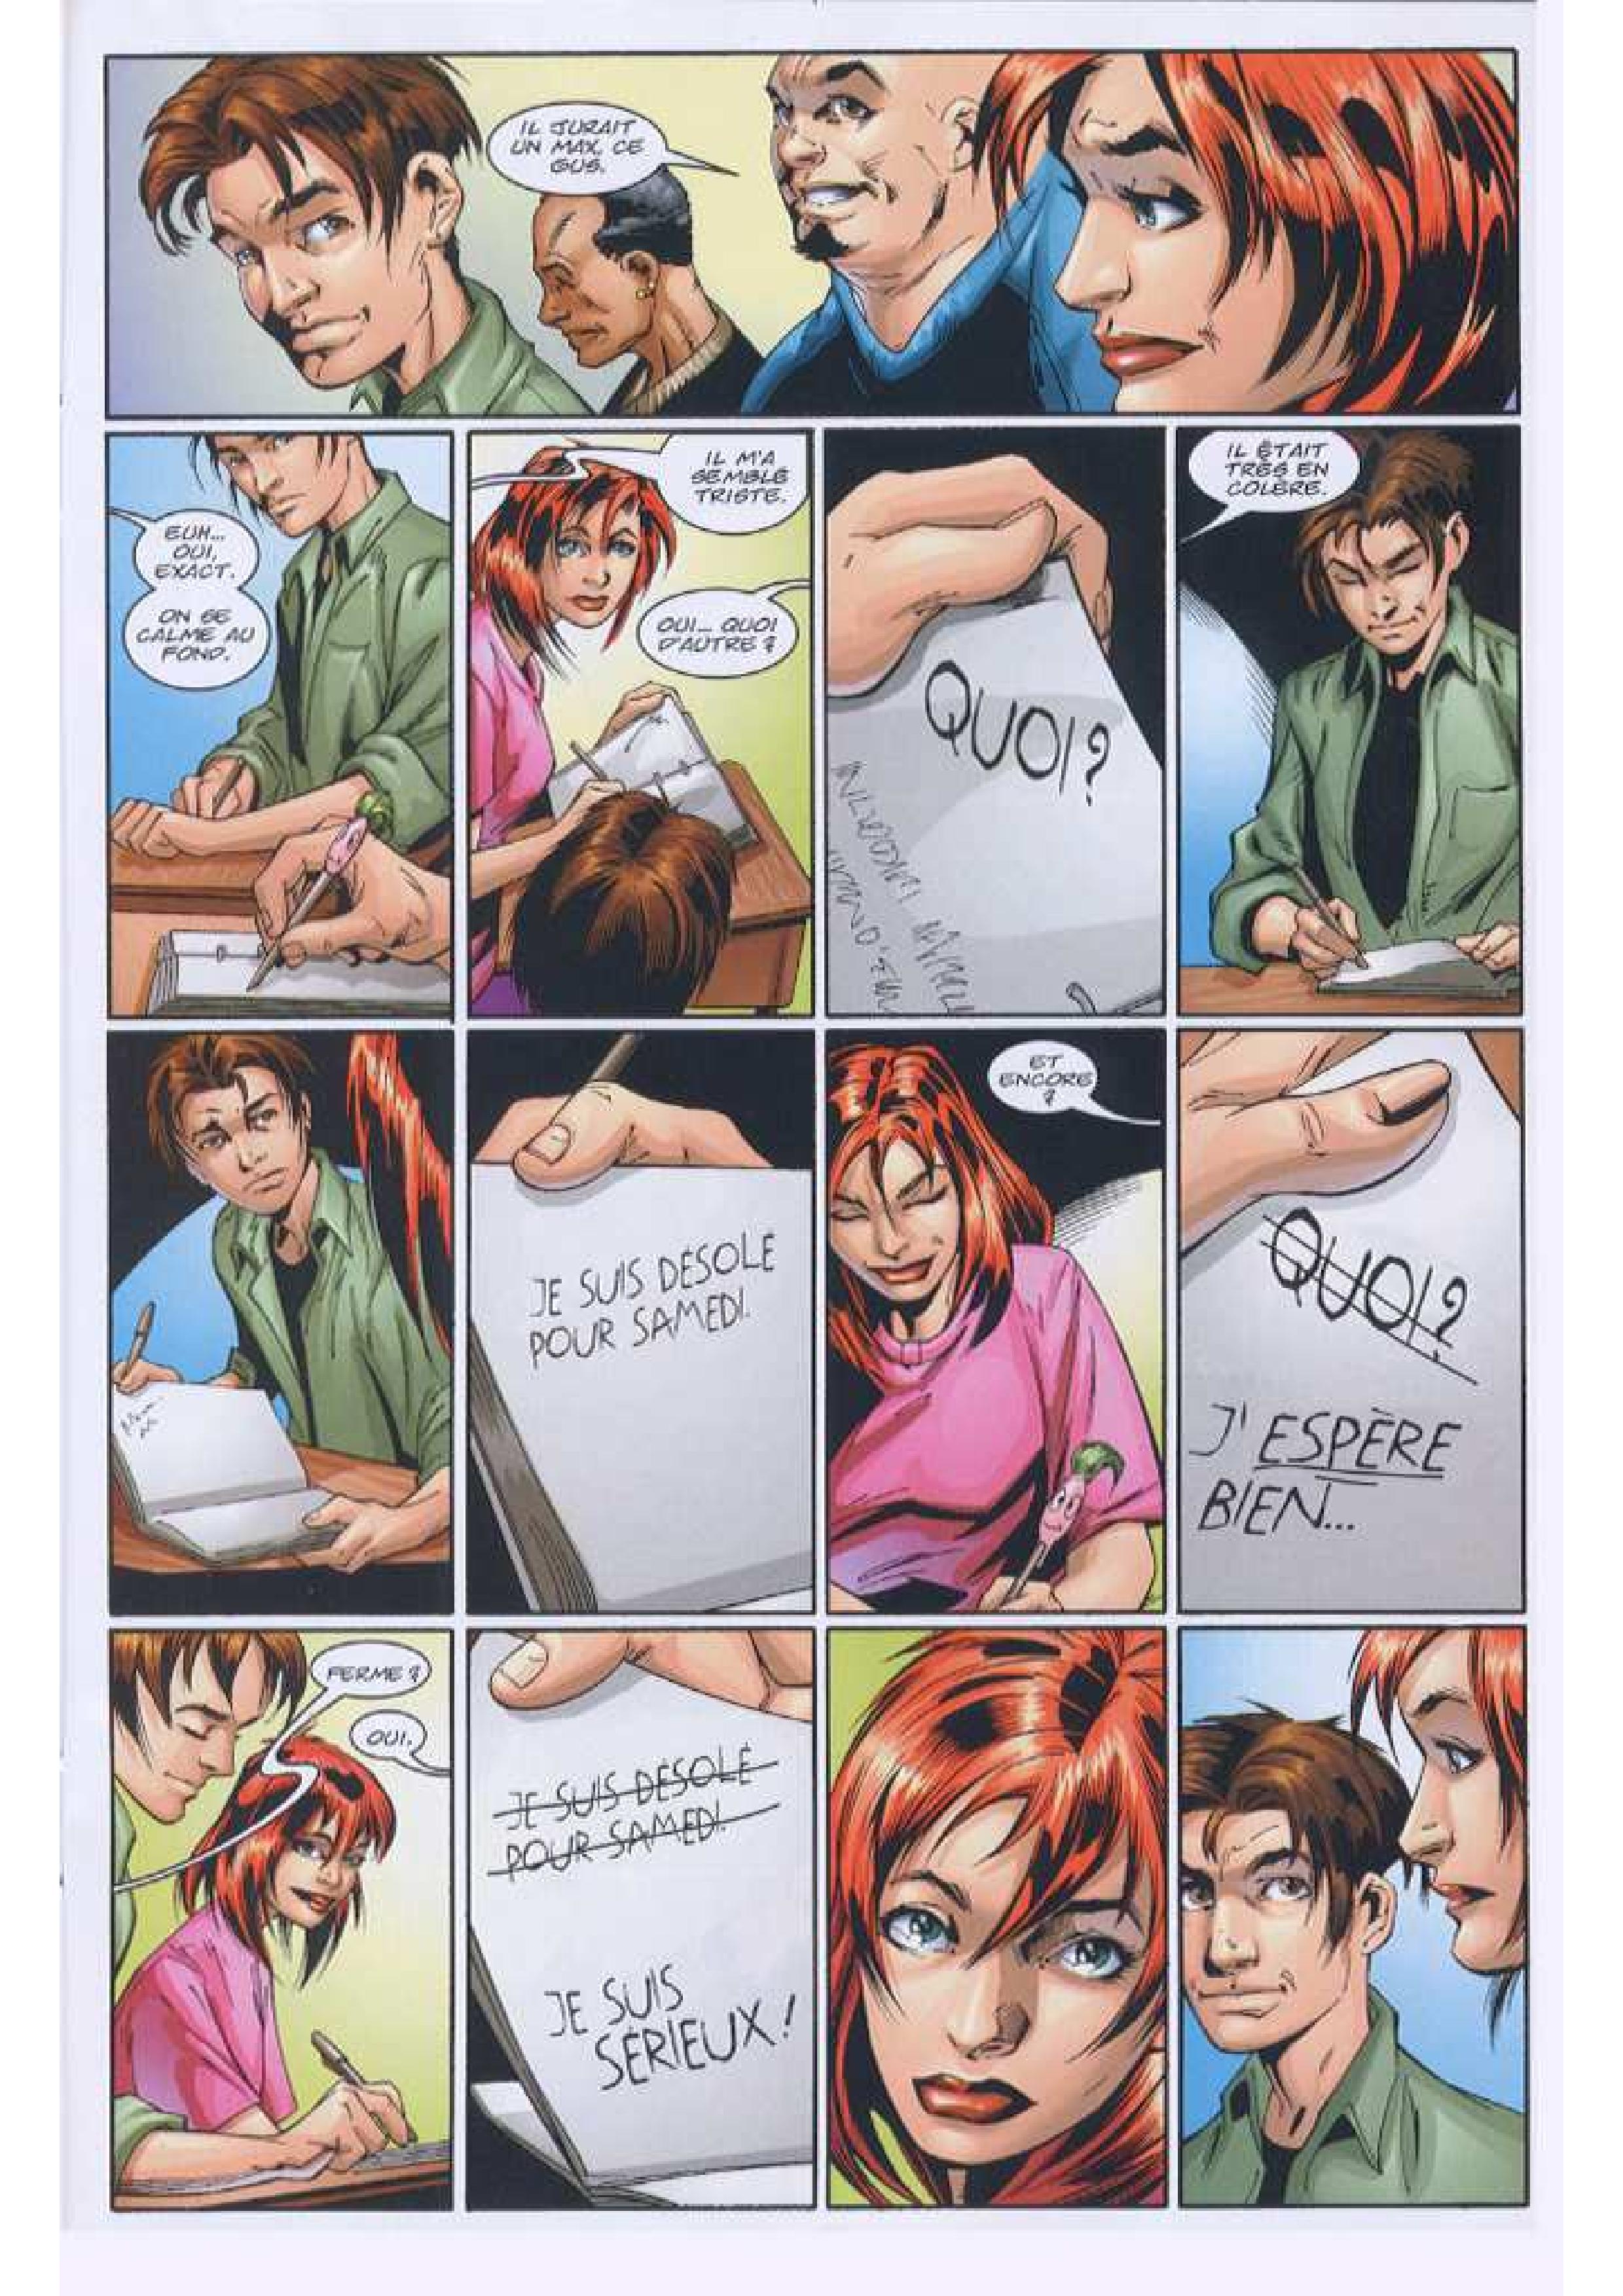 IL JURAIT
UN MAX, CE
GUS.
EUH...
OUI,
EXACT.
ON SE
CALME AU
FOND.
IL M'A
SEMBLÉ
TRISTE.
OUI... QUOI
D'AUTRE ?
QUOI?
IL ÉTAIT
TRÈS EN
COLÈRE.
JE SUIS DÉSOLÉ
POUR SAMEDI.
ET
ENCORE
?
QUOI?
J'ESPÈRE
BIEN...
FERME ?
OUI.
JE SUIS DÉSOLÉ
POUR SAMEDI.
JE SUIS
SÉRIEUX!